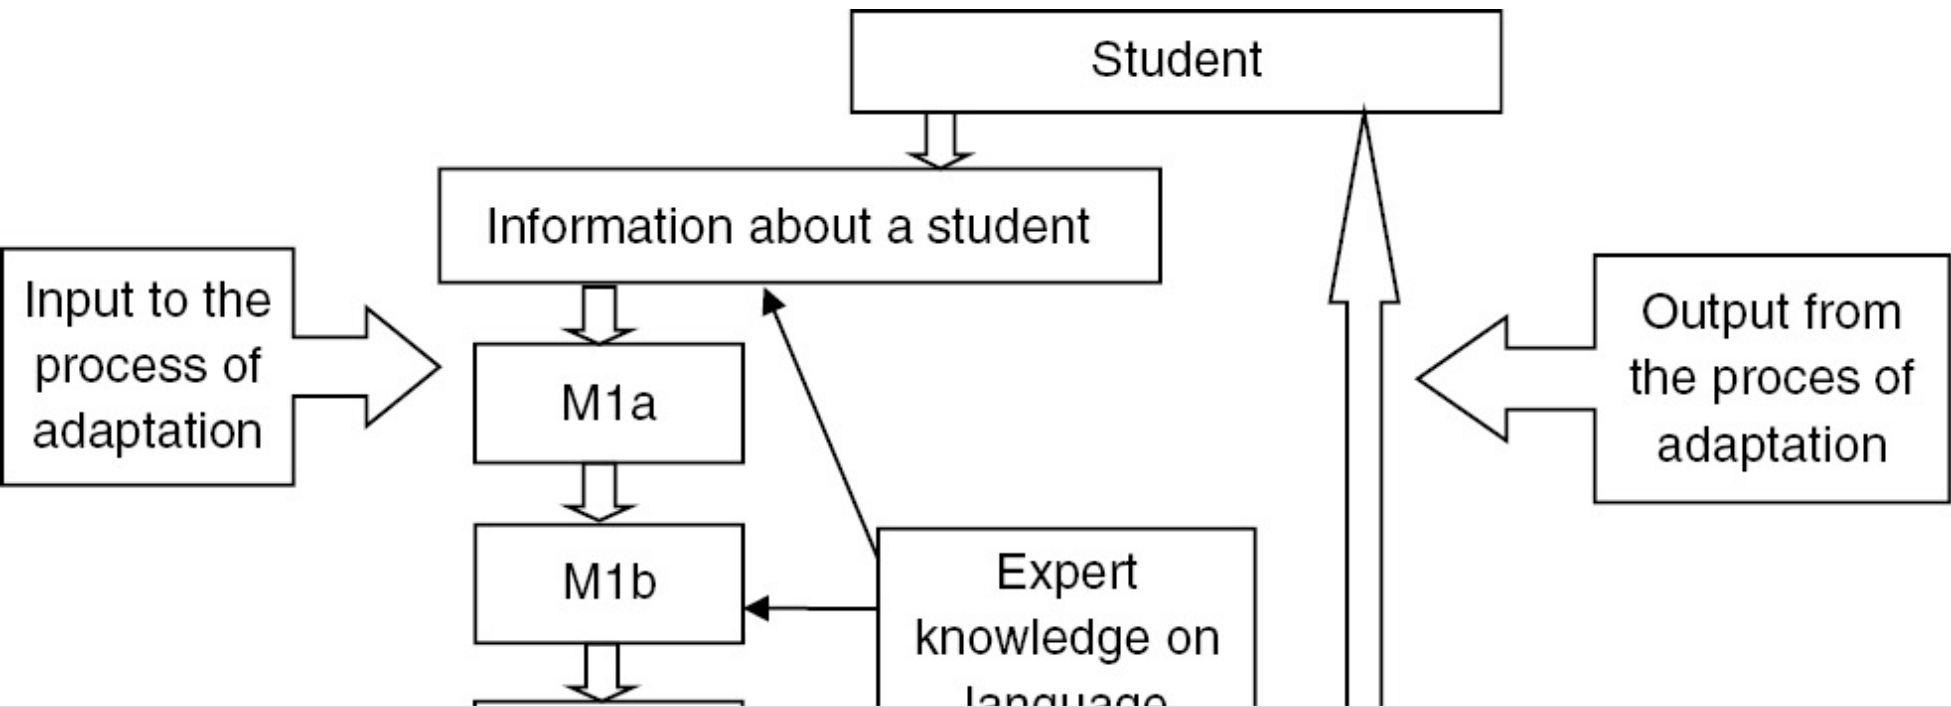 Student
Information about a student
Input to the
process of
adaptation
M1a
M1b
Expert
knowledge on
language
Output from
the proces of
adaptation